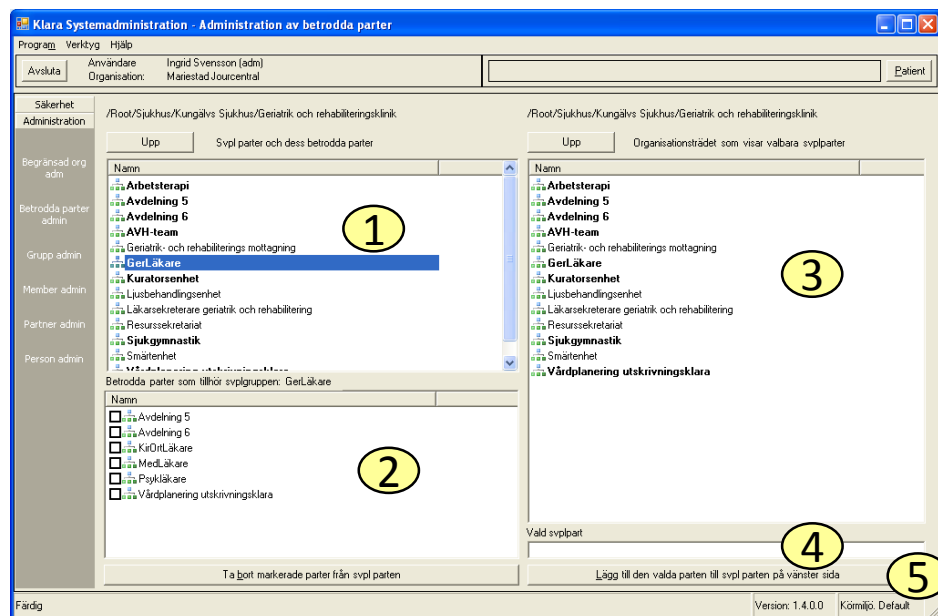 Klara Systemadministration - Administration av betrodda parter
Program Verktyg Hjälp
Avsluta
Användare Ingrid Svensson (adm)
Organisation: Mariestad Jourcentral
Patient
Säkerhet
Administration
Begränsad org
adm
Betrodda parter
admin
Grupp admin
Member admin
Partner admin
Person admin
/Root/Sjukhus/Kungälvs Sjukhus/Geriatrik och rehabiliteringsklinik
Upp
Svpl parter och dess betrodda parter
Namn
Arbetsterapi
Avdelning 5
Avdelning 6
AVH-team
Geriatrik- och rehabiliterings mottagning
GerLäkare
Kuratorsenhet
Ljusbehandlingsenhet
Läkarsekreterare geriatrik och rehabilitering
Resurssekretariat
Sjukgymnastik
Smärtenhet
Vårdplanering utskrivningsklara
1
Betrodda parter som tillhör svplgruppen: GerLäkare
Namn
Avdelning 5
Avdelning 6
KirOrtLäkare
MedLäkare
Psykläkare
Vårdplanering utskrivningsklara
2
Ta bort markerade parter från svpl parten
/Root/Sjukhus/Kungälvs Sjukhus/Geriatrik och rehabiliteringsklinik
Upp
Organisationsträdet som visar valbara svplparter
Namn
Arbetsterapi
Avdelning 5
Avdelning 6
AVH-team
Geriatrik- och rehabiliterings mottagning
GerLäkare
Kuratorsenhet
Ljusbehandlingsenhet
Läkarsekreterare geriatrik och rehabilitering
Resurssekretariat
Sjukgymnastik
Smärtenhet
Vårdplanering utskrivningsklara
3
Vald svplpart
4
Lägg till den valda parten till svpl parten på vänster sida
5
Färdig
Version: 1.4.0.0
Körmiljö. Default